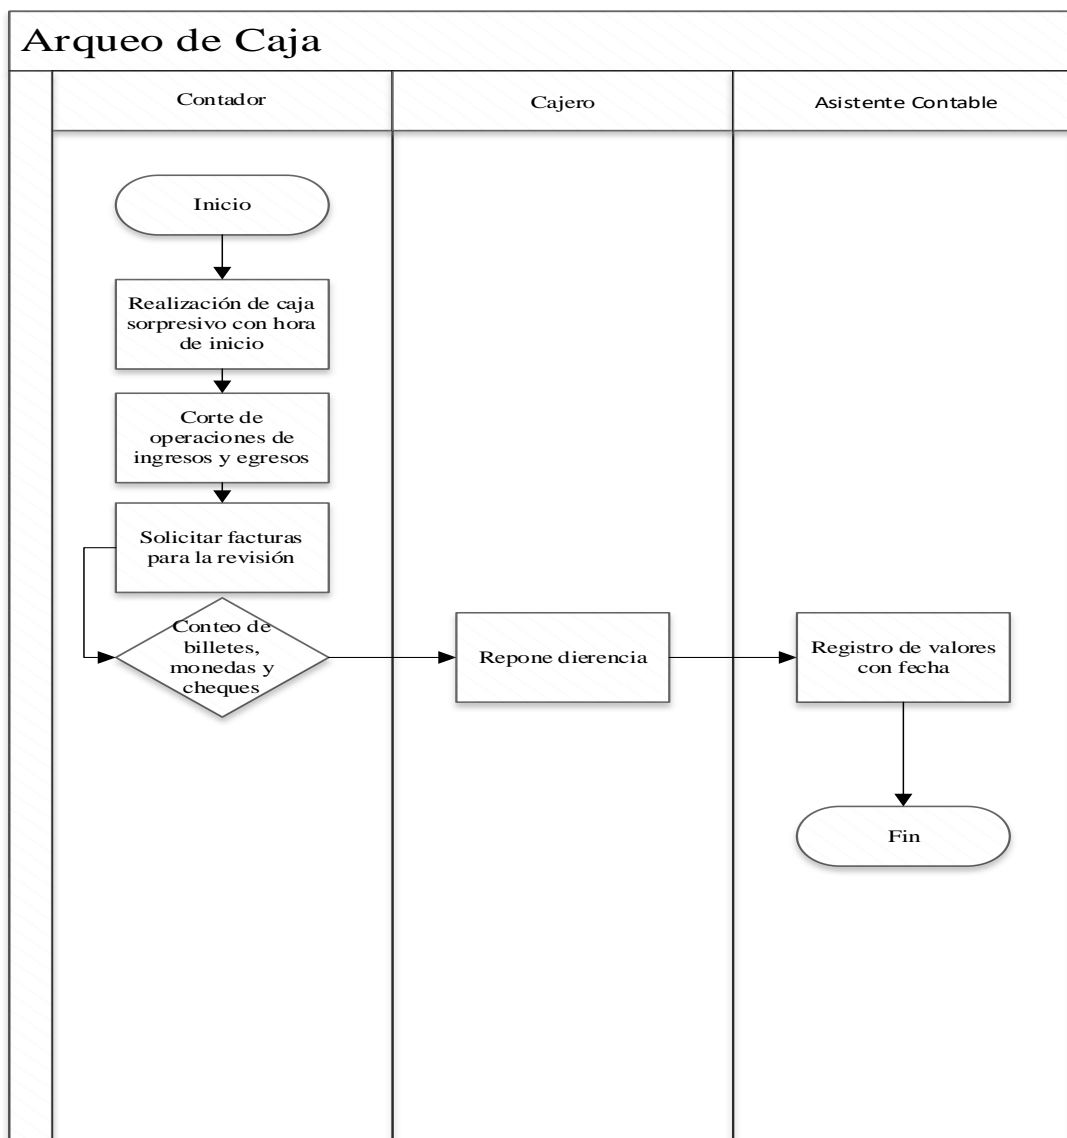 Arqueo de Caja
Contador
Cajero
Asistente Contable
Inicio
Realización de caja
sorpresivo con hora
de inicio
Corte de
operaciones de
ingresos y egresos
Solicitar facturas
para la revisión
Conteo de
billetes,
monedas y
cheques
Repone dierencia
Registro de valores
con fecha
Fin